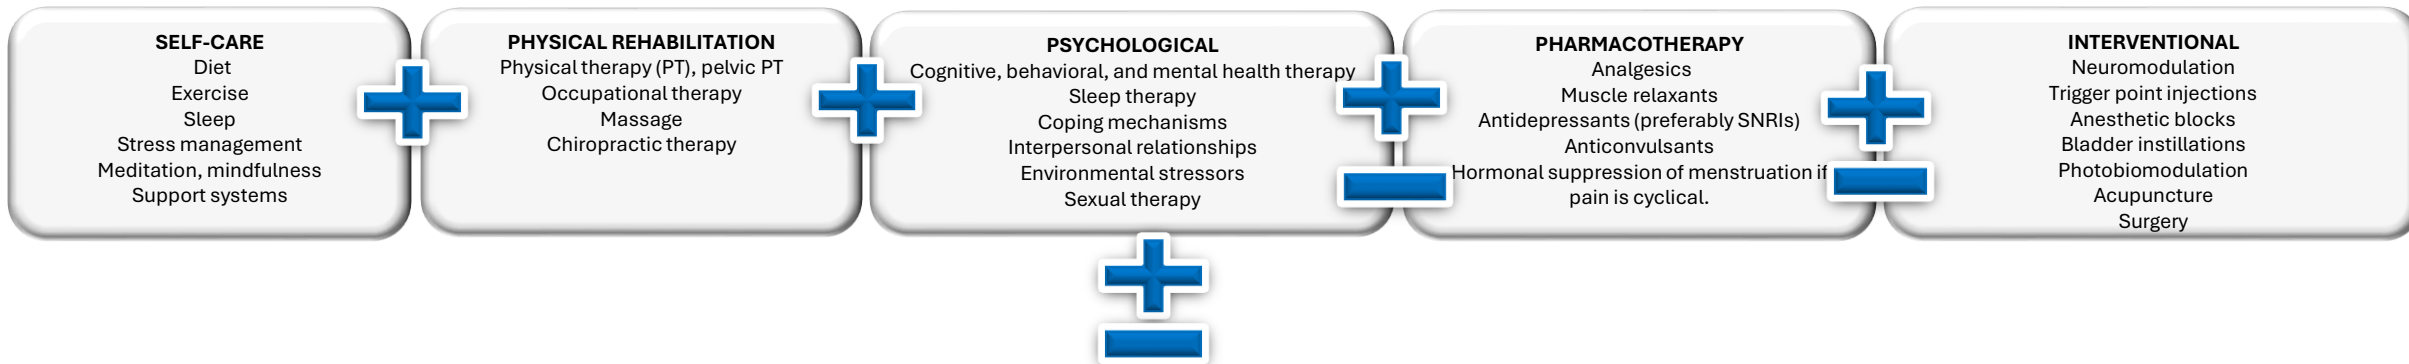 SELF-CARE
Diet
Exercise
Sleep
Stress management
Meditation, mindfulness
Support systems
PHYSICAL REHABILITATION
Physical therapy (PT), pelvic PT
Occupational therapy
Massage
Chiropractic therapy
PSYCHOLOGICAL
Cognitive, behavioral, and mental health therapy
Sleep therapy
Coping mechanisms
Interpersonal relationships
Environmental stressors
Sexual therapy
PHARMACOTHERAPY
Analgesics
Muscle relaxants
Antidepressants (preferably SNRIs)
Anticonvulsants
Hormonal suppression of menstruation if
pain is cyclical.
INTERVENTIONAL
Neuromodulation
Trigger point injections
Anesthetic blocks
Bladder instillations
Photobiomodulation
Acupuncture
Surgery